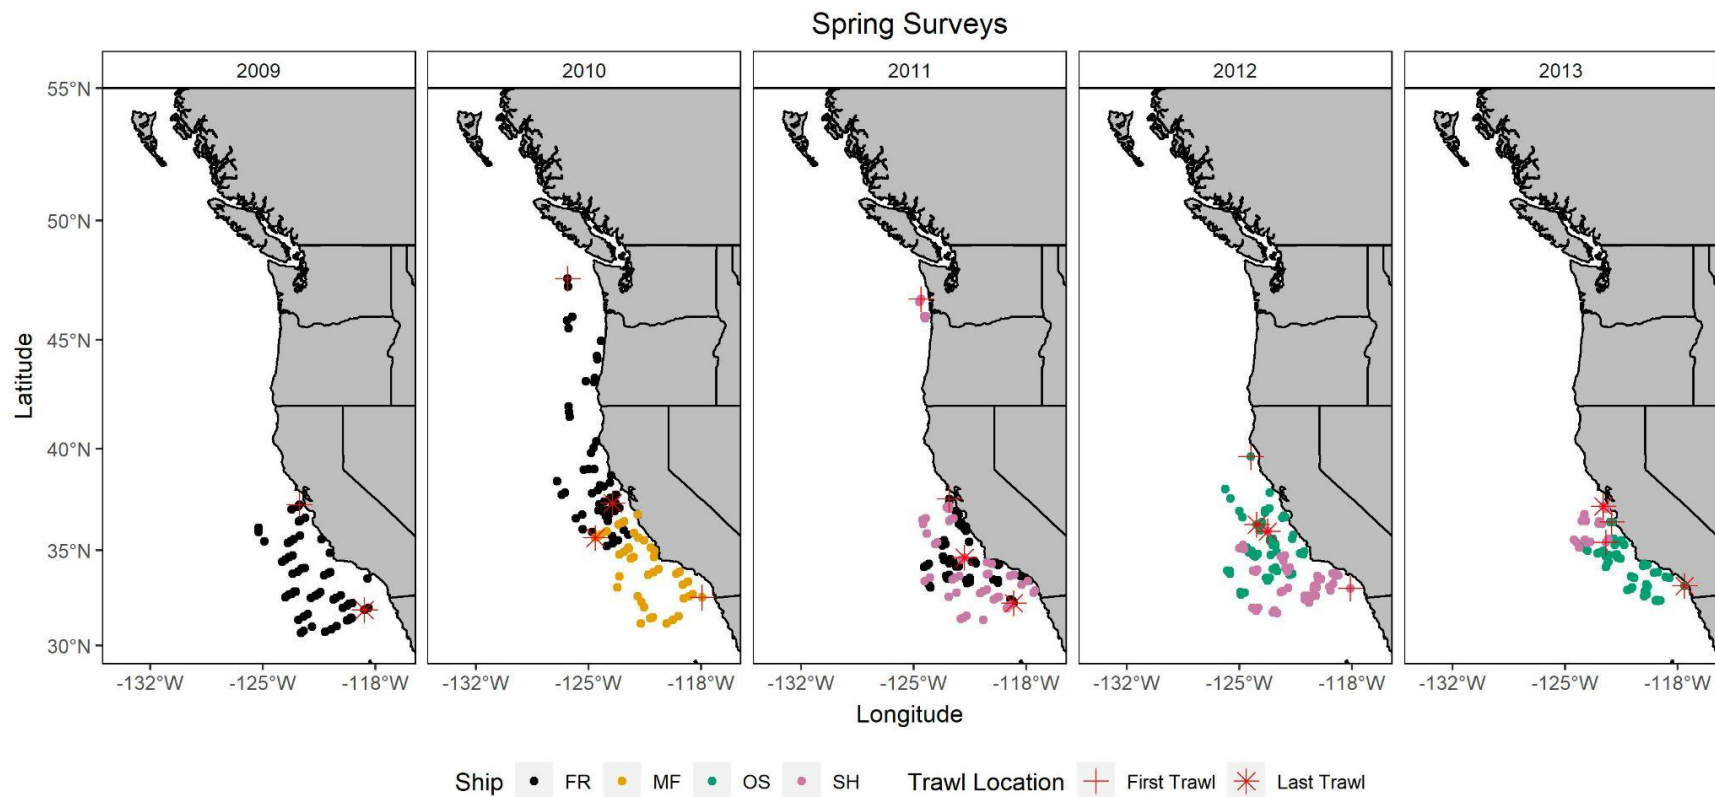 Spring Surveys
2009 2010 2011 2012 2013
55°N
50°N
45°N
40°N
35°N
30°N
Latitude
-132°W -125°W -118°W -132°W -125°W -118°W -132°W -125°W -118°W -132°W -125°W -118°W -132°W -125°W -118°W
Longitude
Ship FR MF OS SH Trawl Location First Trawl Last Trawl